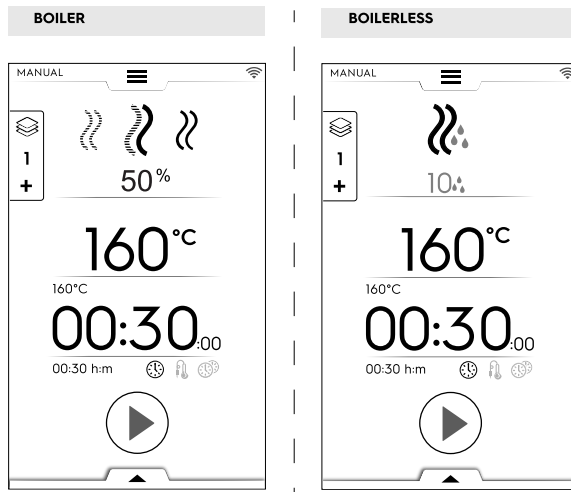 BOILER
MANUAL
1
+
50%
160°C
160°C
00:30:00
00:30 h:m
BOILERLESS
MANUAL
1
+
10
160°C
160°C
00:30:00
00:30 h:m